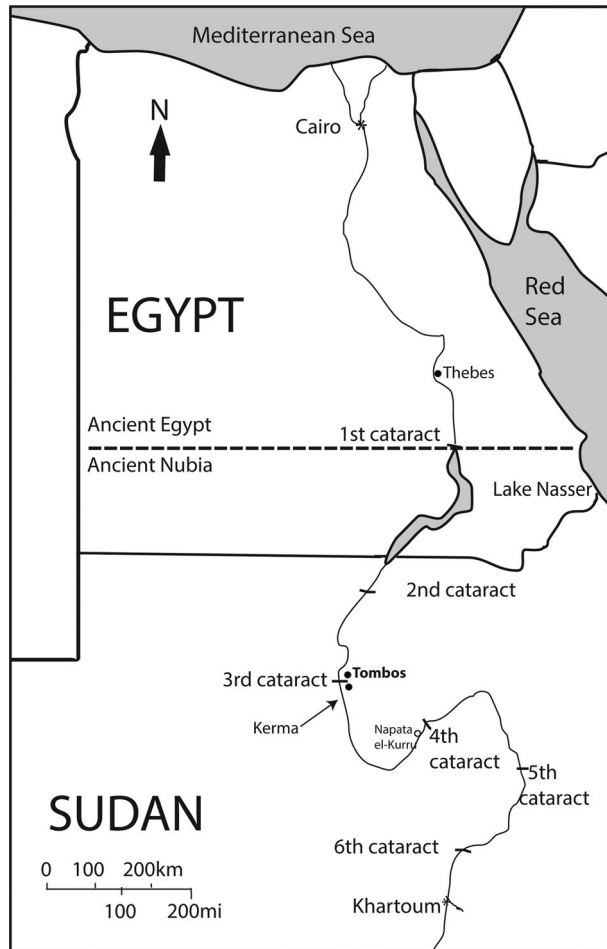 Mediterranean Sea
N
Cairo
Red
Sea
EGYPT
Thebes
Ancient Egypt
1st cataract
Ancient Nubia
Lake Nasser
2nd cataract
Tombos
3rd cataract
Kerma
Napata
el-Kurru
4th
cataract
5th
cataract
SUDAN
6th cataract
0 100 200km
100 200mi
Khartoum